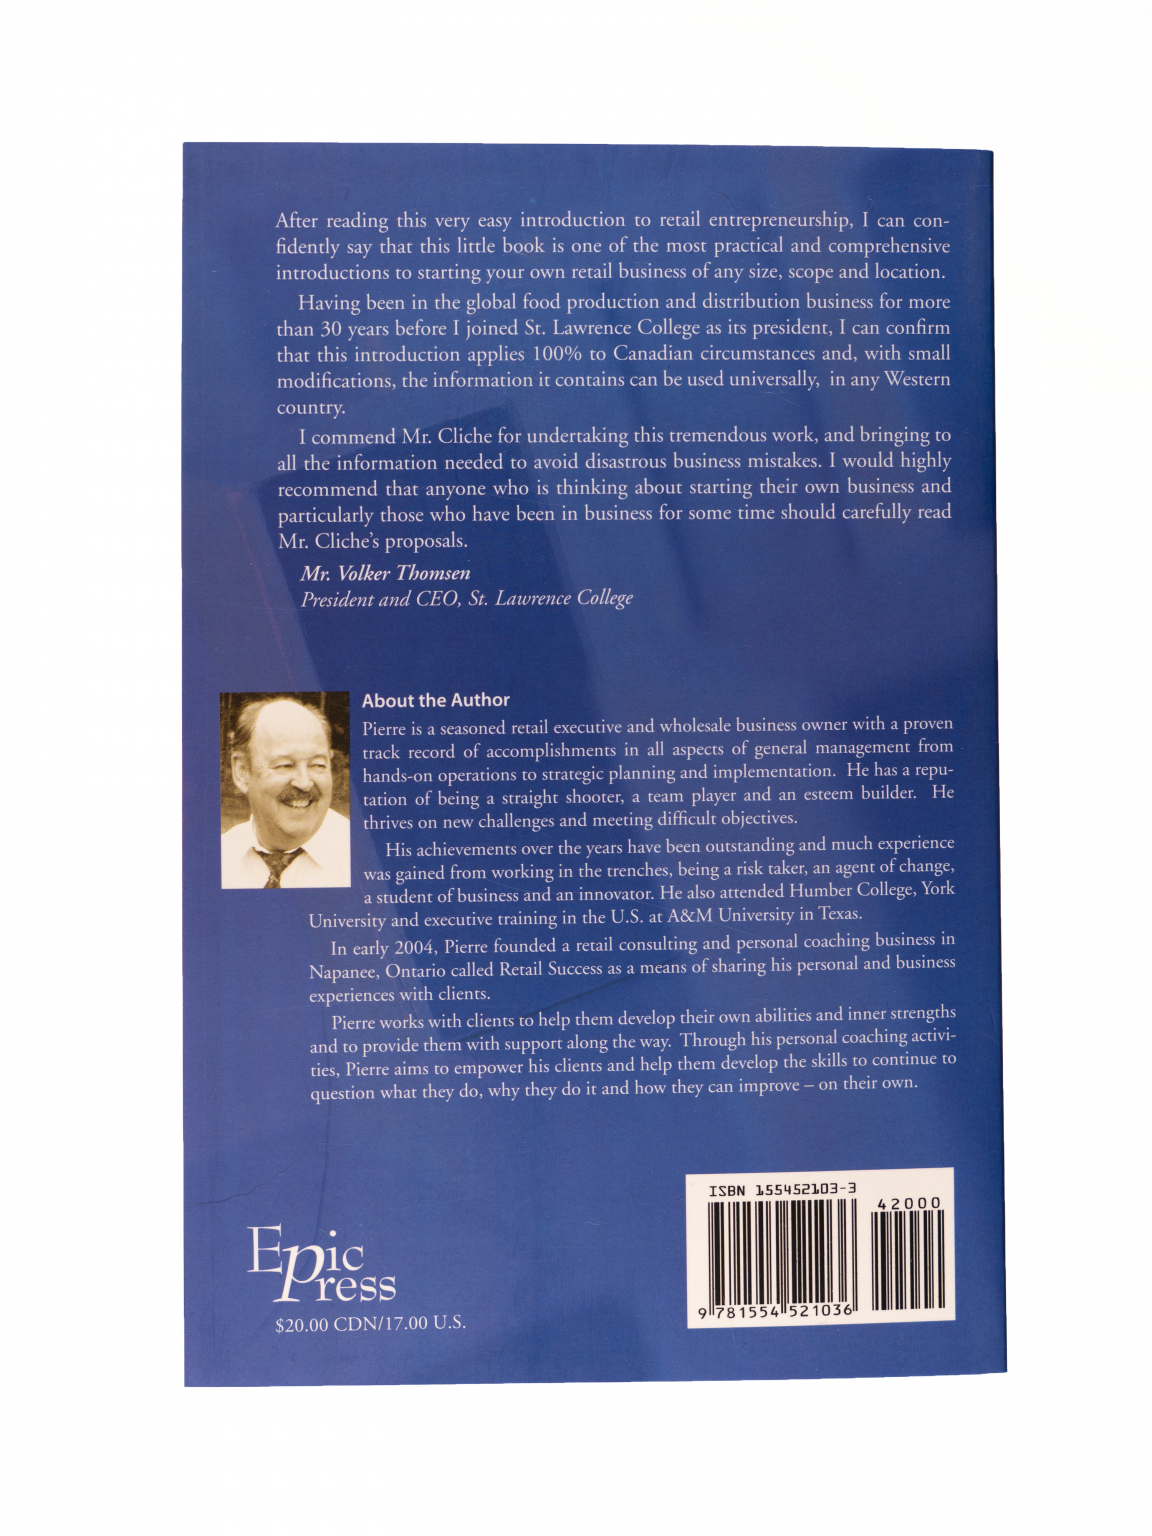 After reading this very easy introduction to retail entrepreneurship, I can con-
fidently say that this little book is one of the most practical and comprehensive
introductions to starting your own retail business of any size, scope and location.
Having been in the global food production and distribution business for more
than 30 years before I joined St. Lawrence College as its president, I can confirm
that this introduction applies 100% to Canadian circumstances and, with small
modifications, the information it contains can be used universally, in any Western
country.
I commend Mr. Cliche for undertaking this tremendous work, and bringing to
all the information needed to avoid disastrous business mistakes. I would highly
recommend that anyone who is thinking about starting their own business and
particularly those who have been in business for some time should carefully read
Mr. Cliche's proposals.
Mr. Volker Thomsen
President and CEO, St. Lawrence College
About the Author
Pierre is a seasoned retail executive and wholesale business owner with a proven
track record of accomplishments in all aspects of general management from
hands-on operations to strategic planning and implementation. He has a repu-
tation of being a straight shooter, a team player and an esteem builder. He
thrives on new challenges and meeting difficult objectives.
His achievements over the years have been outstanding and much experience
was gained from working in the trenches, being a risk taker, an agent of change,
a student of business and an innovator. He also attended Humber College, York
University and executive training in the U.S. at A&M University in Texas.
In early 2004, Pierre founded a retail consulting and personal coaching business in
Napanee, Ontario called Retail Success as a means of sharing his personal and business
experiences with clients.
Pierre works with clients to help them develop their own abilities and inner strengths
and to provide them with support along the way. Through his personal coaching activi-
ties, Pierre aims to empower his clients and help them develop the skills to continue to
question what they do, why they do it and how they can improve – on their own.
ISBN 155452103-3
42000
9 781554 521036
Epic
Press
$20.00 CDN/17.00 U.S.